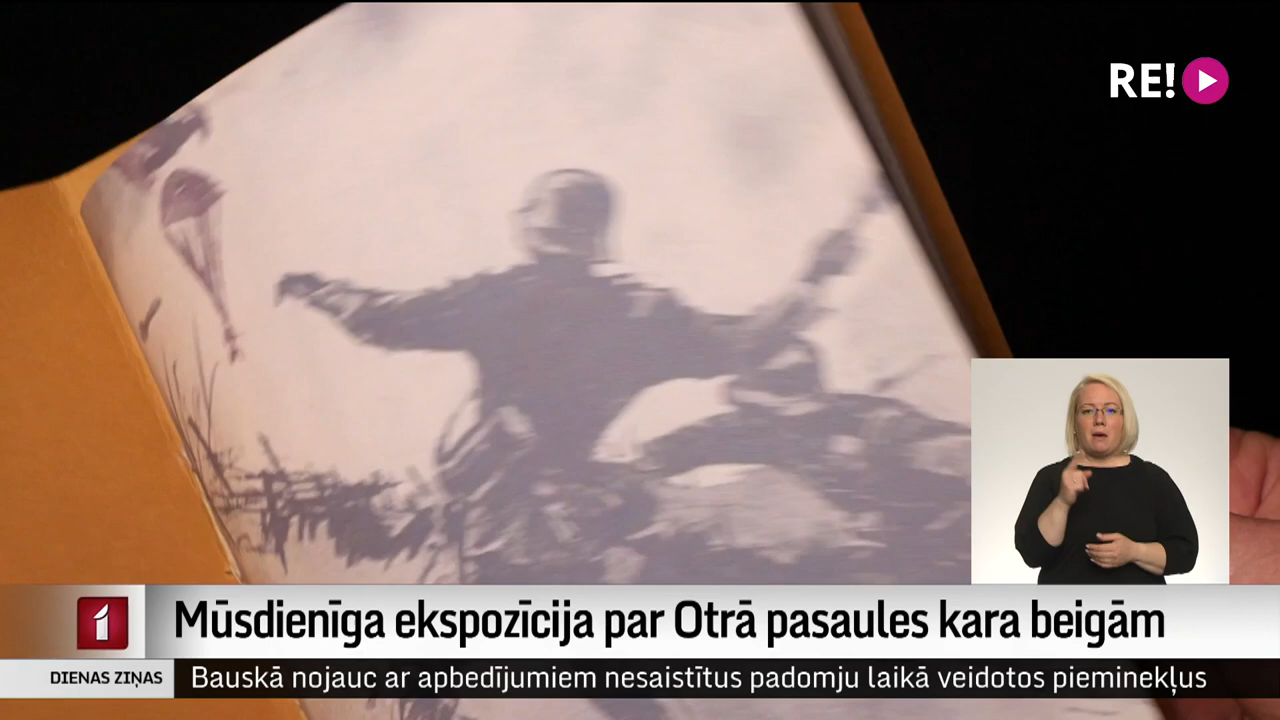 RE!
1
Mūsdienīga ekspozīcija par Otrā pasaules kara beigām
DIENAS ZIŅAS
Bauskā nojauc ar apbedījumiem nesaistītus padomju laikā veidotos pieminekļus